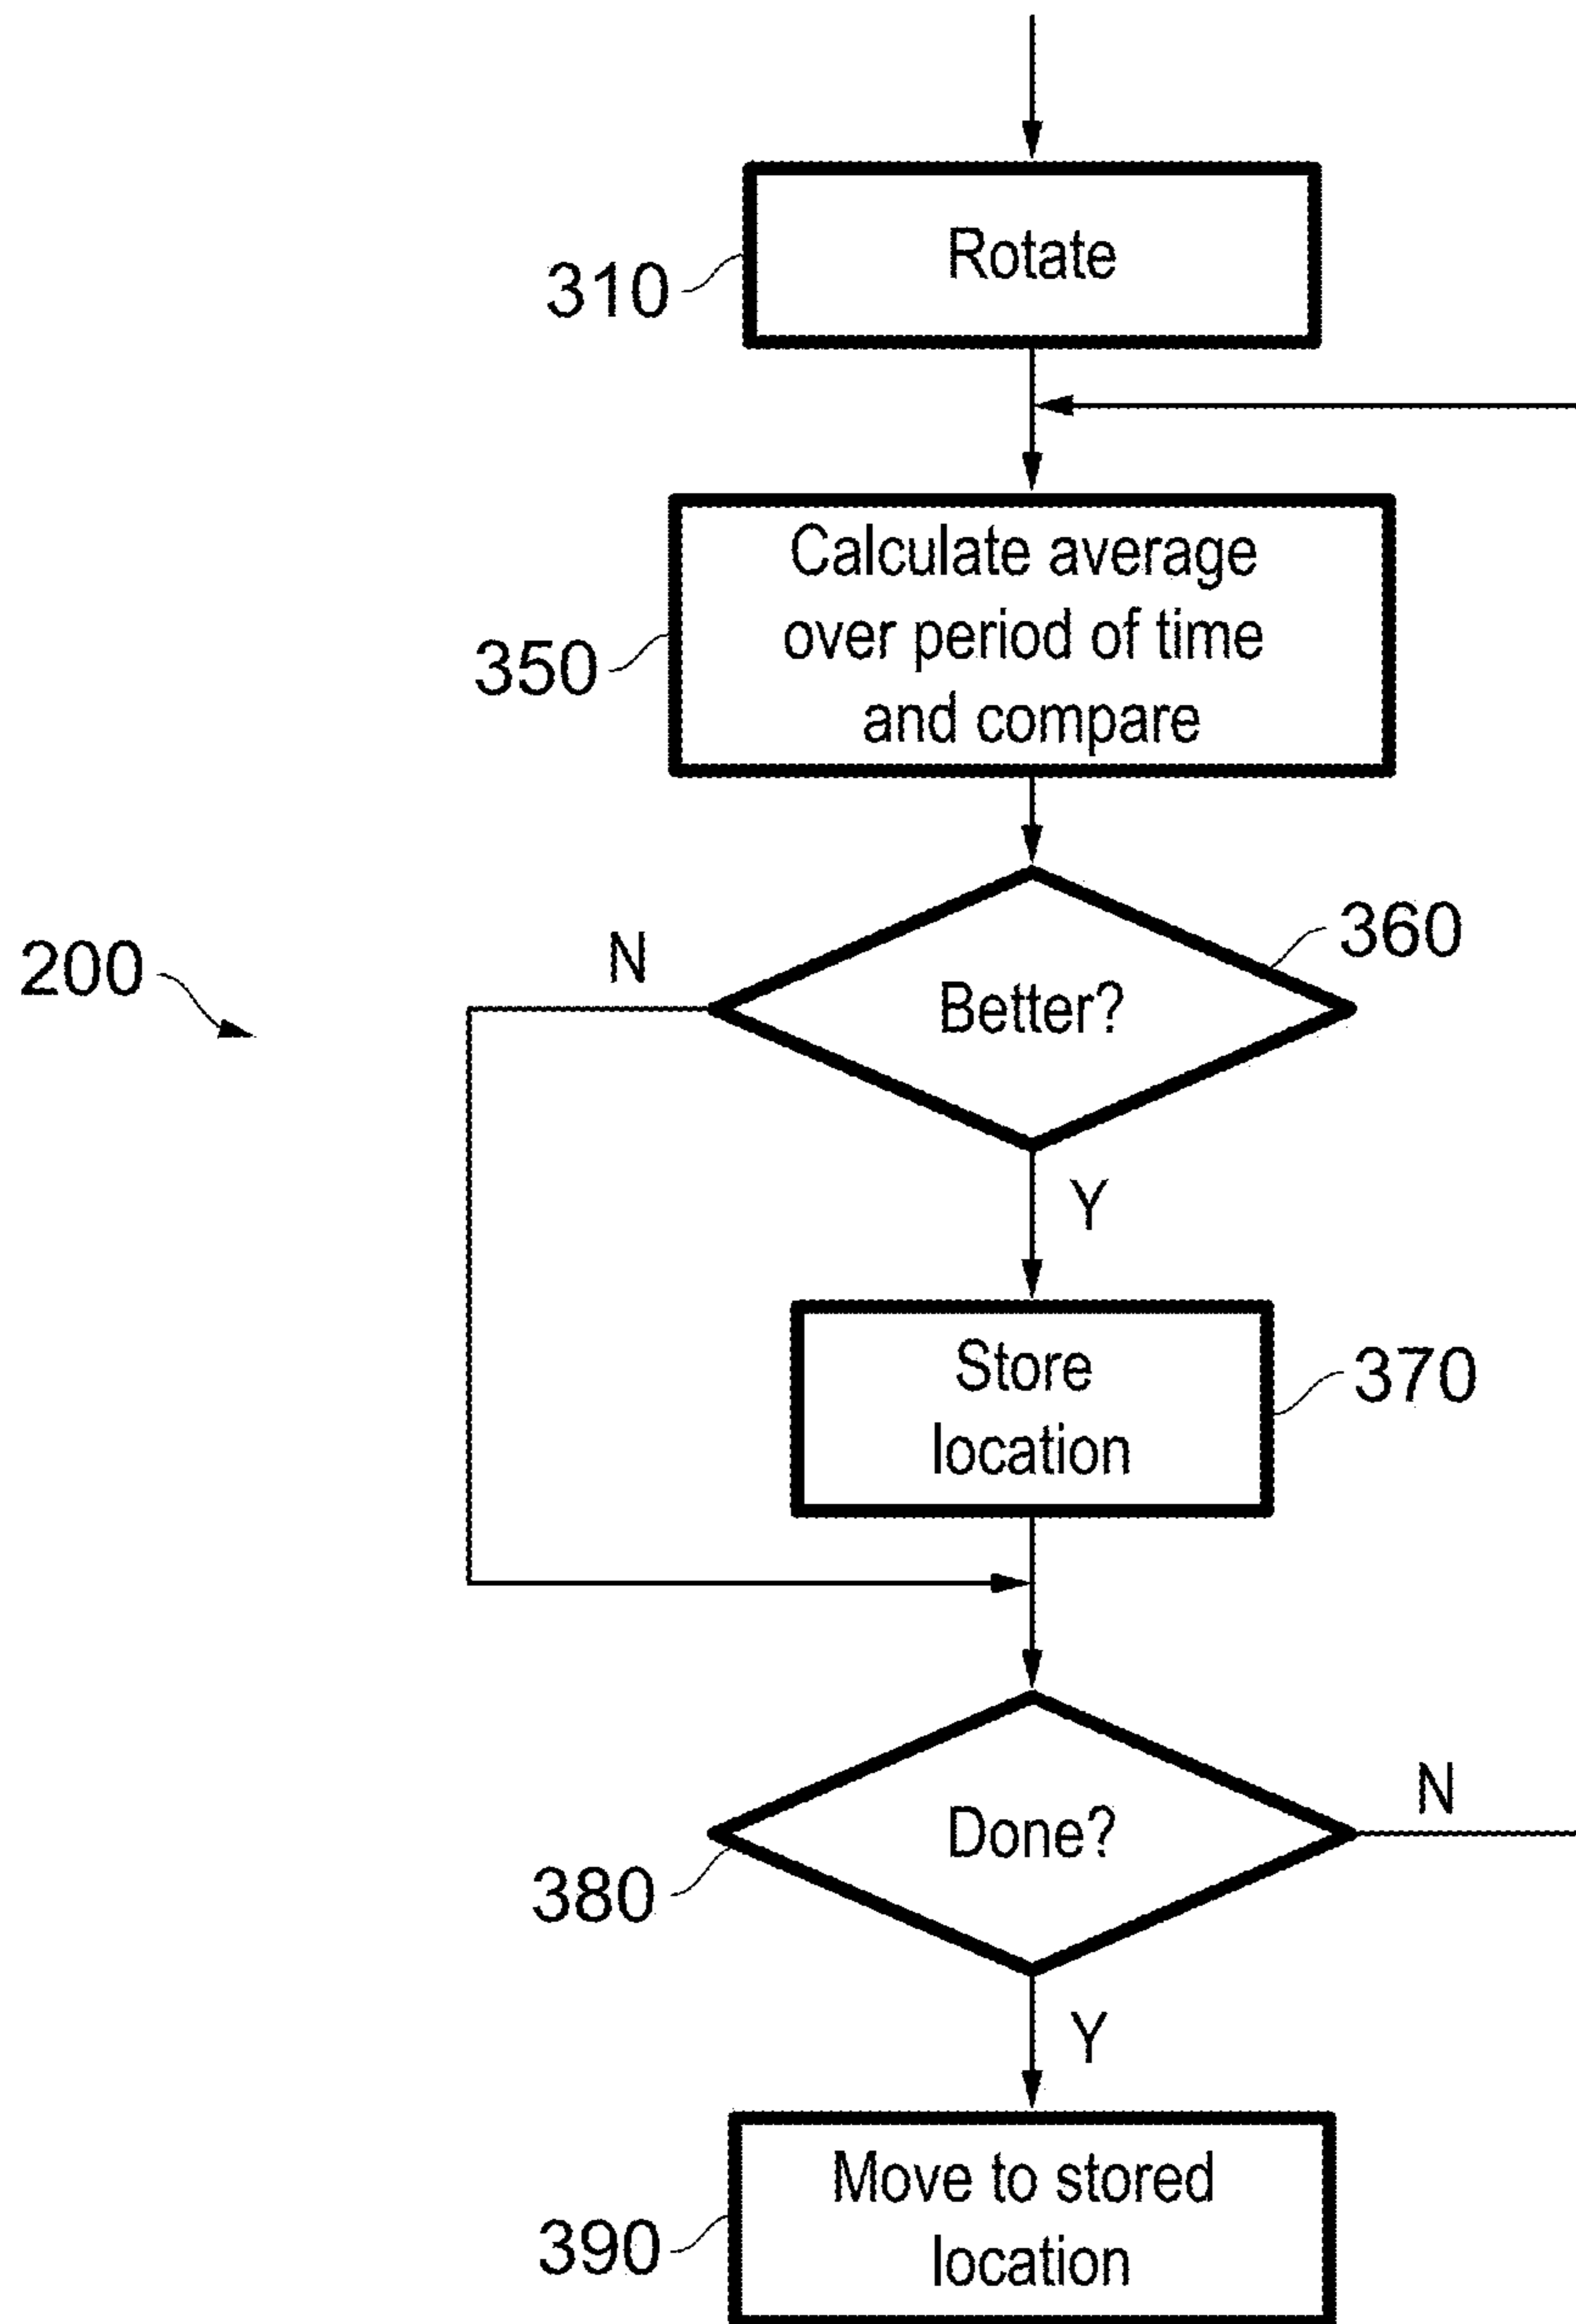 Rotate
310
Calculate average
over period of time
and compare
350
N
360
200
Better?
Y
Store
location
370
Done?
N
380
Y
Move to stored
location
390